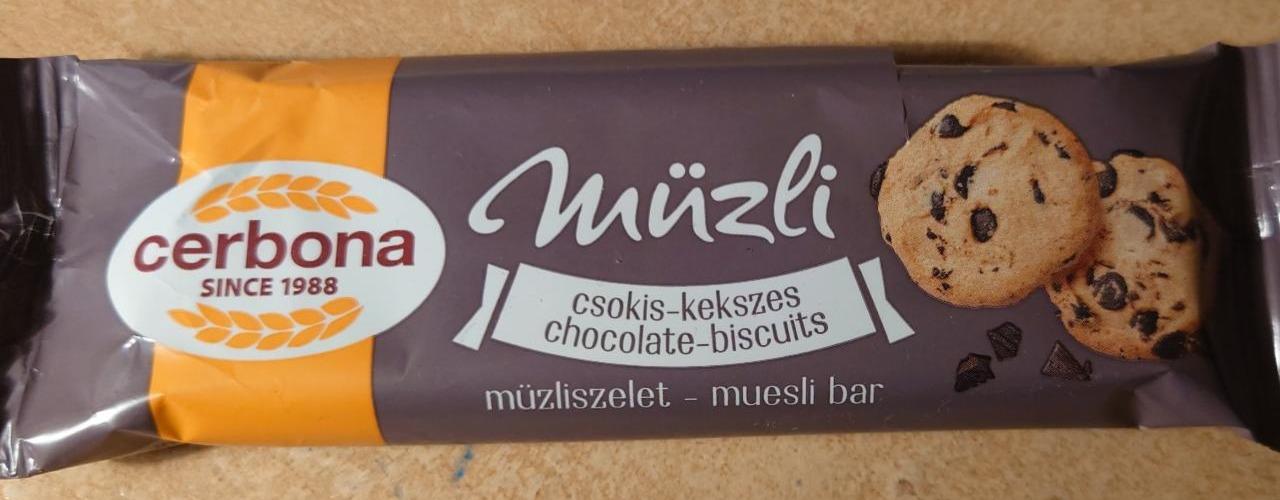 cerbona
SINCE 1988
müzli
csokis-kekszes
chocolate-biscuits
müzliszelet - muesli bar